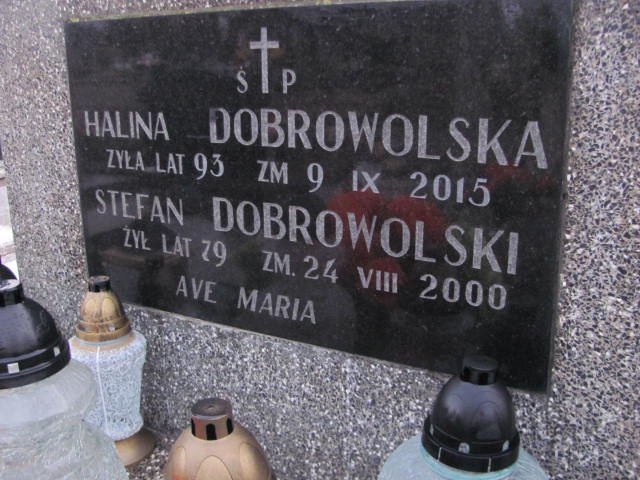 Ś P
HALINA DOBROWOLSKA
ŻYŁA LAT 93 ZM 9 IX 2015
STEFAN DOBROWOLSKI
ŻYŁ LAT 79 ZM. 24 VIII 2000
AVE MARIA